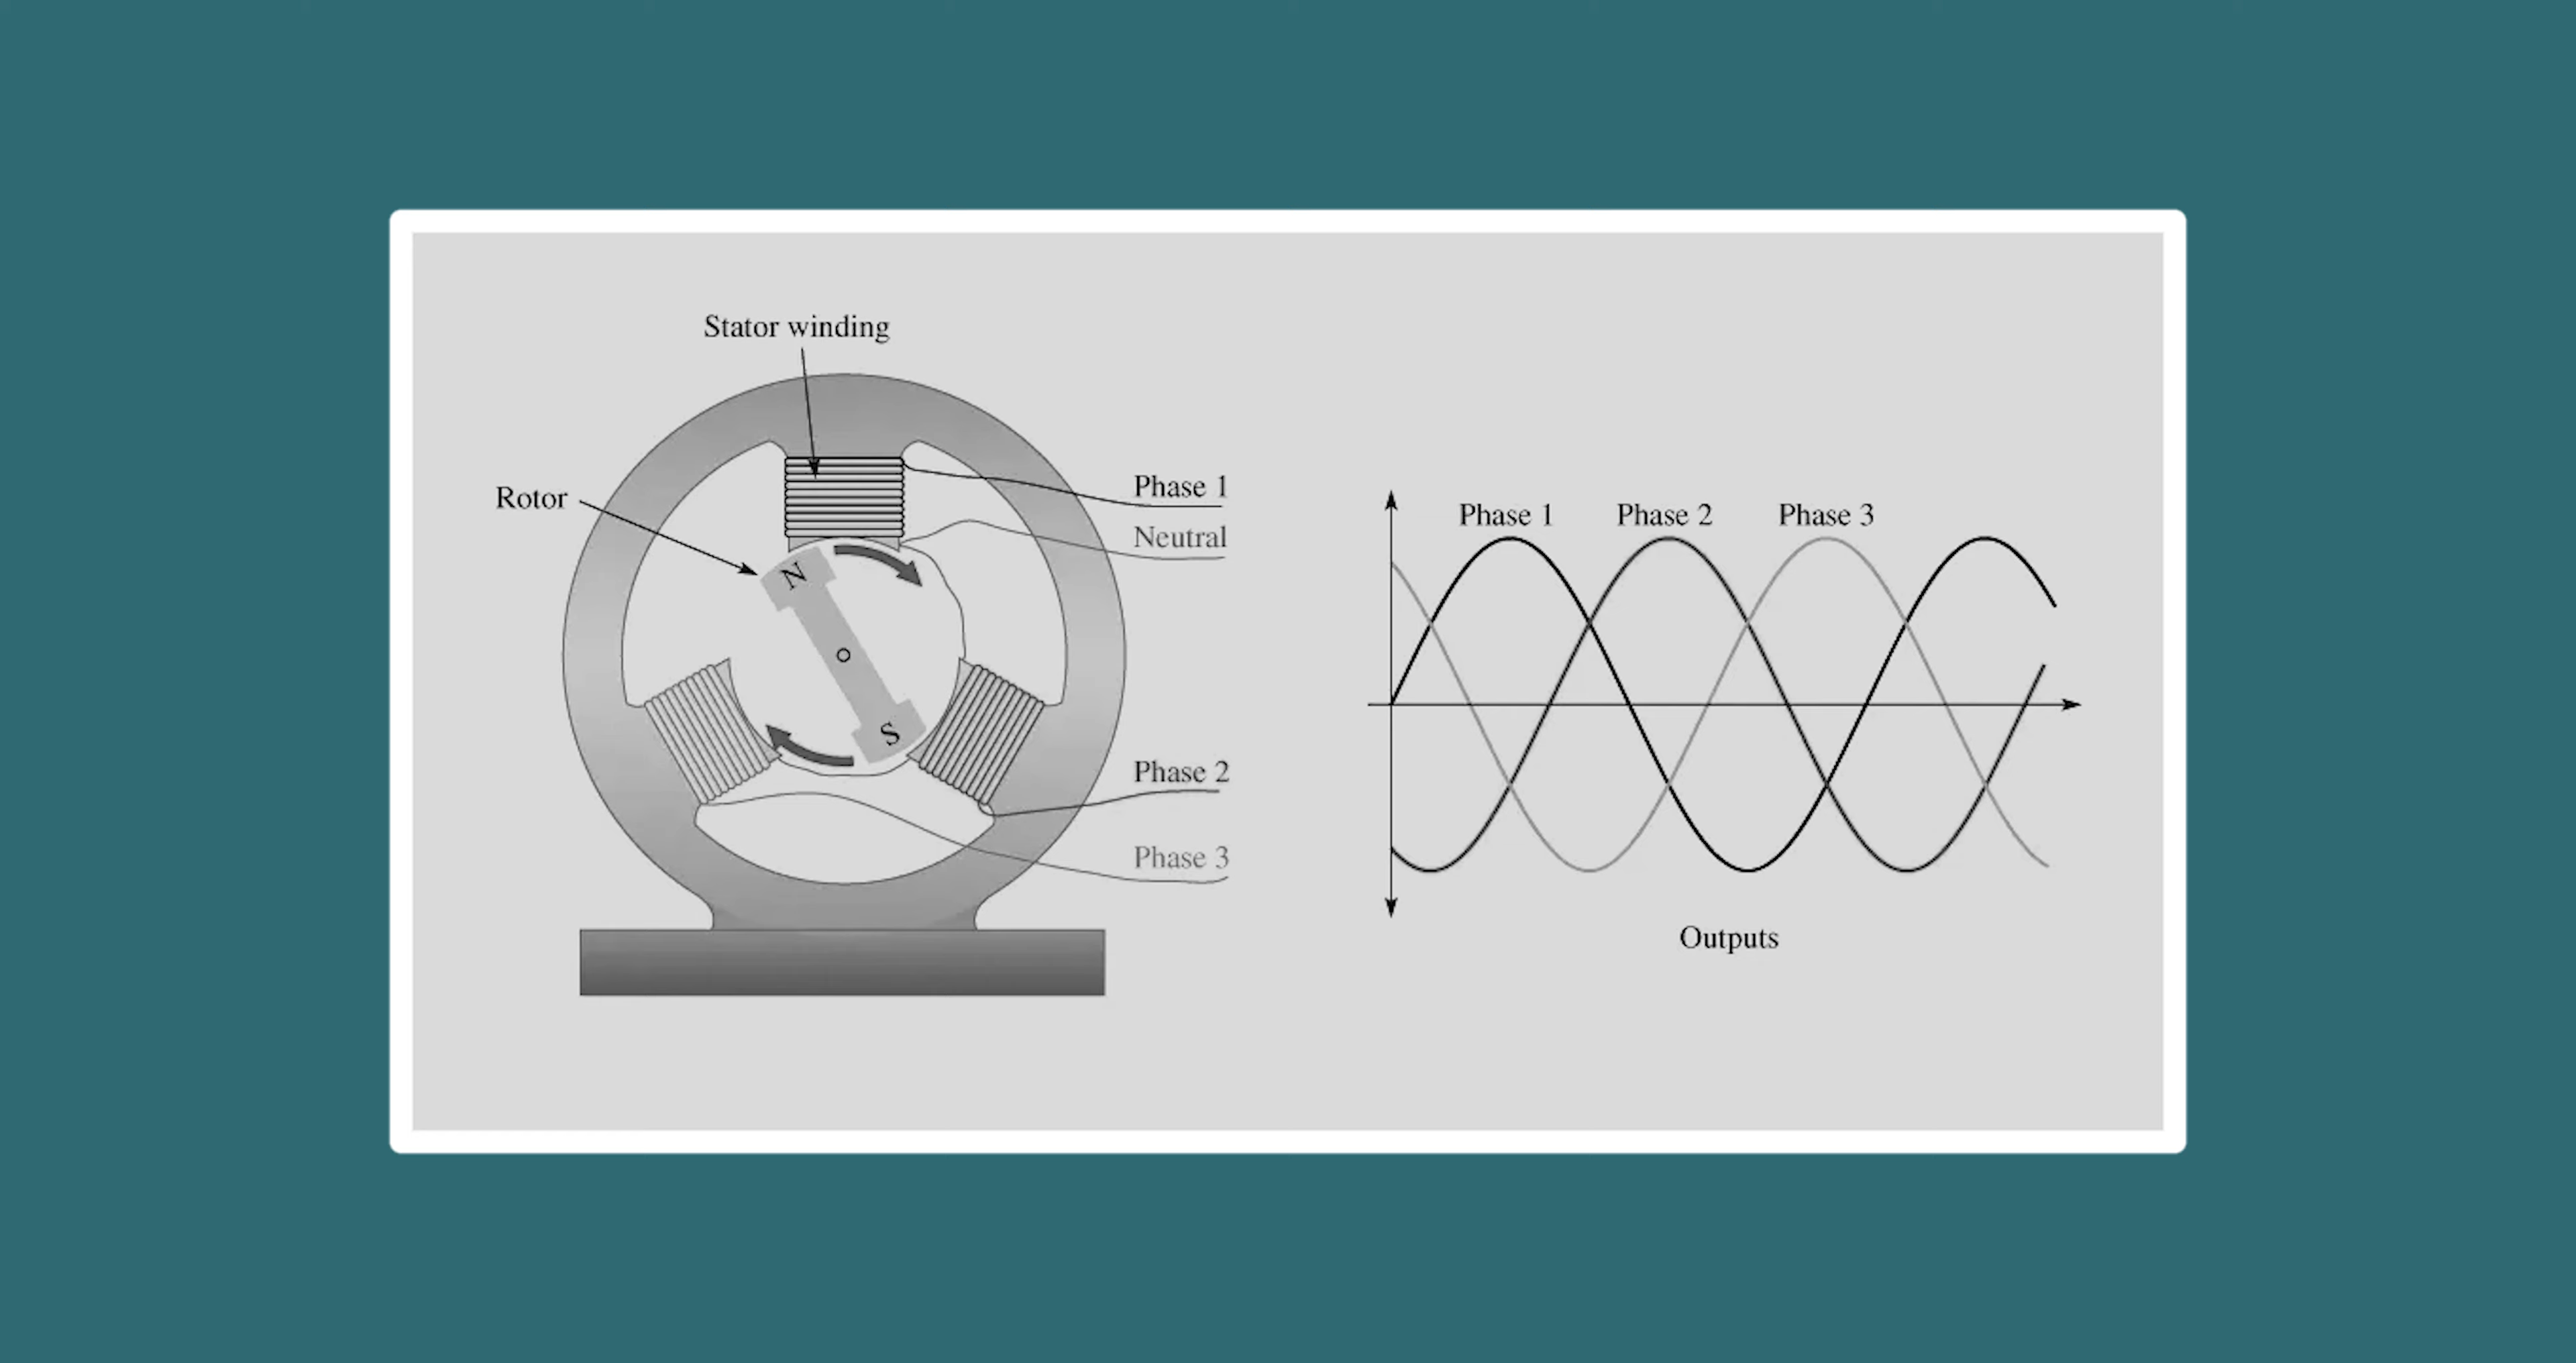 Stator winding
Rotor
N
S
Phase 1
Neutral
Phase 2
Phase 3
Phase 1
Phase 2
Phase 3
Outputs